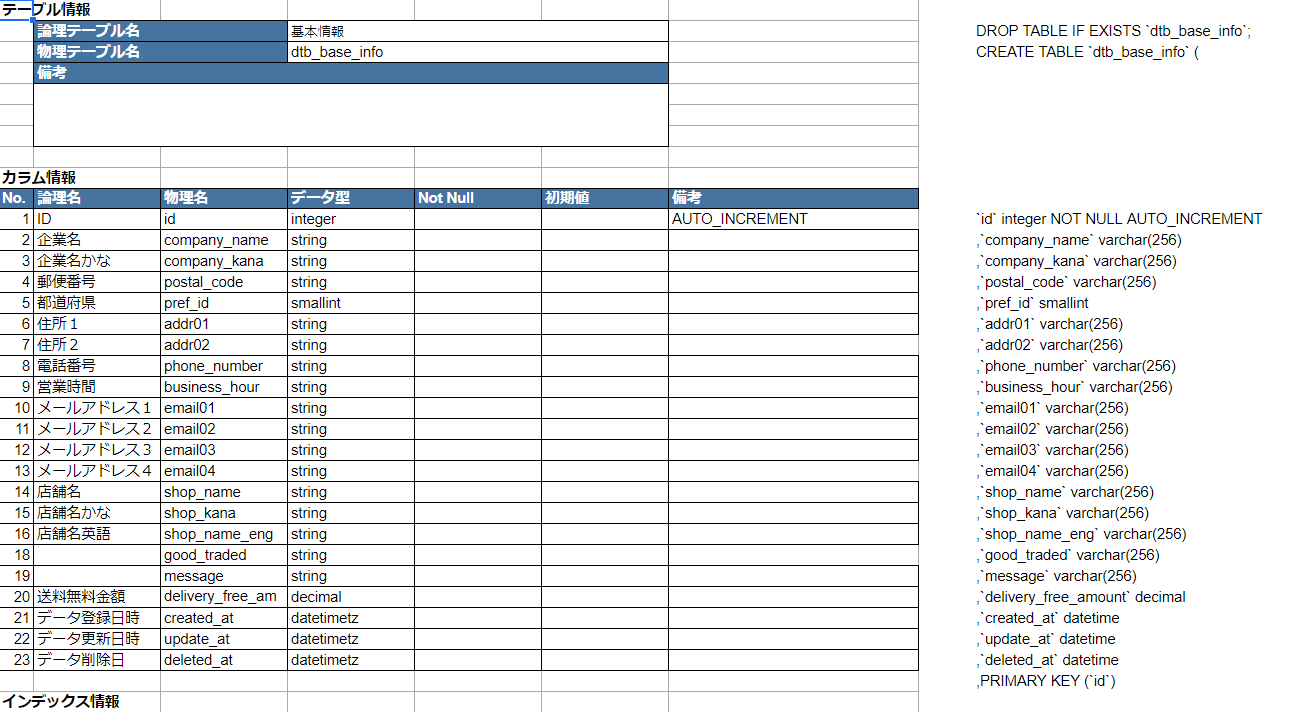 テーブル情報
論理テーブル名 基本情報 DROP TABLE IF EXISTS `dtb_base_info`;
物理テーブル名 dtb_base_info CREATE TABLE `dtb_base_info` (
備考
カラム情報
No. 論理名 物理名 データ型 Not Null 初期値 備考
1 ID id integer AUTO_INCREMENT `id` integer NOT NULL AUTO_INCREMENT
2 企業名 company_name string ,`company_name` varchar(256)
3 企業名かな company_kana string ,`company_kana` varchar(256)
4 郵便番号 postal_code string ,`postal_code` varchar(256)
5 都道府県 pref_id smallint ,`pref_id` smallint
6 住所１ addr01 string ,`addr01` varchar(256)
7 住所２ addr02 string ,`addr02` varchar(256)
8 電話番号 phone_number string ,`phone_number` varchar(256)
9 営業時間 business_hour string ,`business_hour` varchar(256)
10 メールアドレス１ email01 string ,`email01` varchar(256)
11 メールアドレス２ email02 string ,`email02` varchar(256)
12 メールアドレス３ email03 string ,`email03` varchar(256)
13 メールアドレス４ email04 string ,`email04` varchar(256)
14 店舗名 shop_name string ,`shop_name` varchar(256)
15 店舗名かな shop_kana string ,`shop_kana` varchar(256)
16 店舗名英語 shop_name_eng string ,`shop_name_eng` varchar(256)
18 good_traded string ,`good_traded` varchar(256)
19 message string ,`message` varchar(256)
20 送料無料金額 delivery_free_am decimal ,`delivery_free_amount` decimal
21 データ登録日時 created_at datetimetz ,`created_at` datetime
22 データ更新日時 update_at datetimetz ,`update_at` datetime
23 データ削除日 deleted_at datetimetz ,`deleted_at` datetime
,PRIMARY KEY (`id`)
インデックス情報